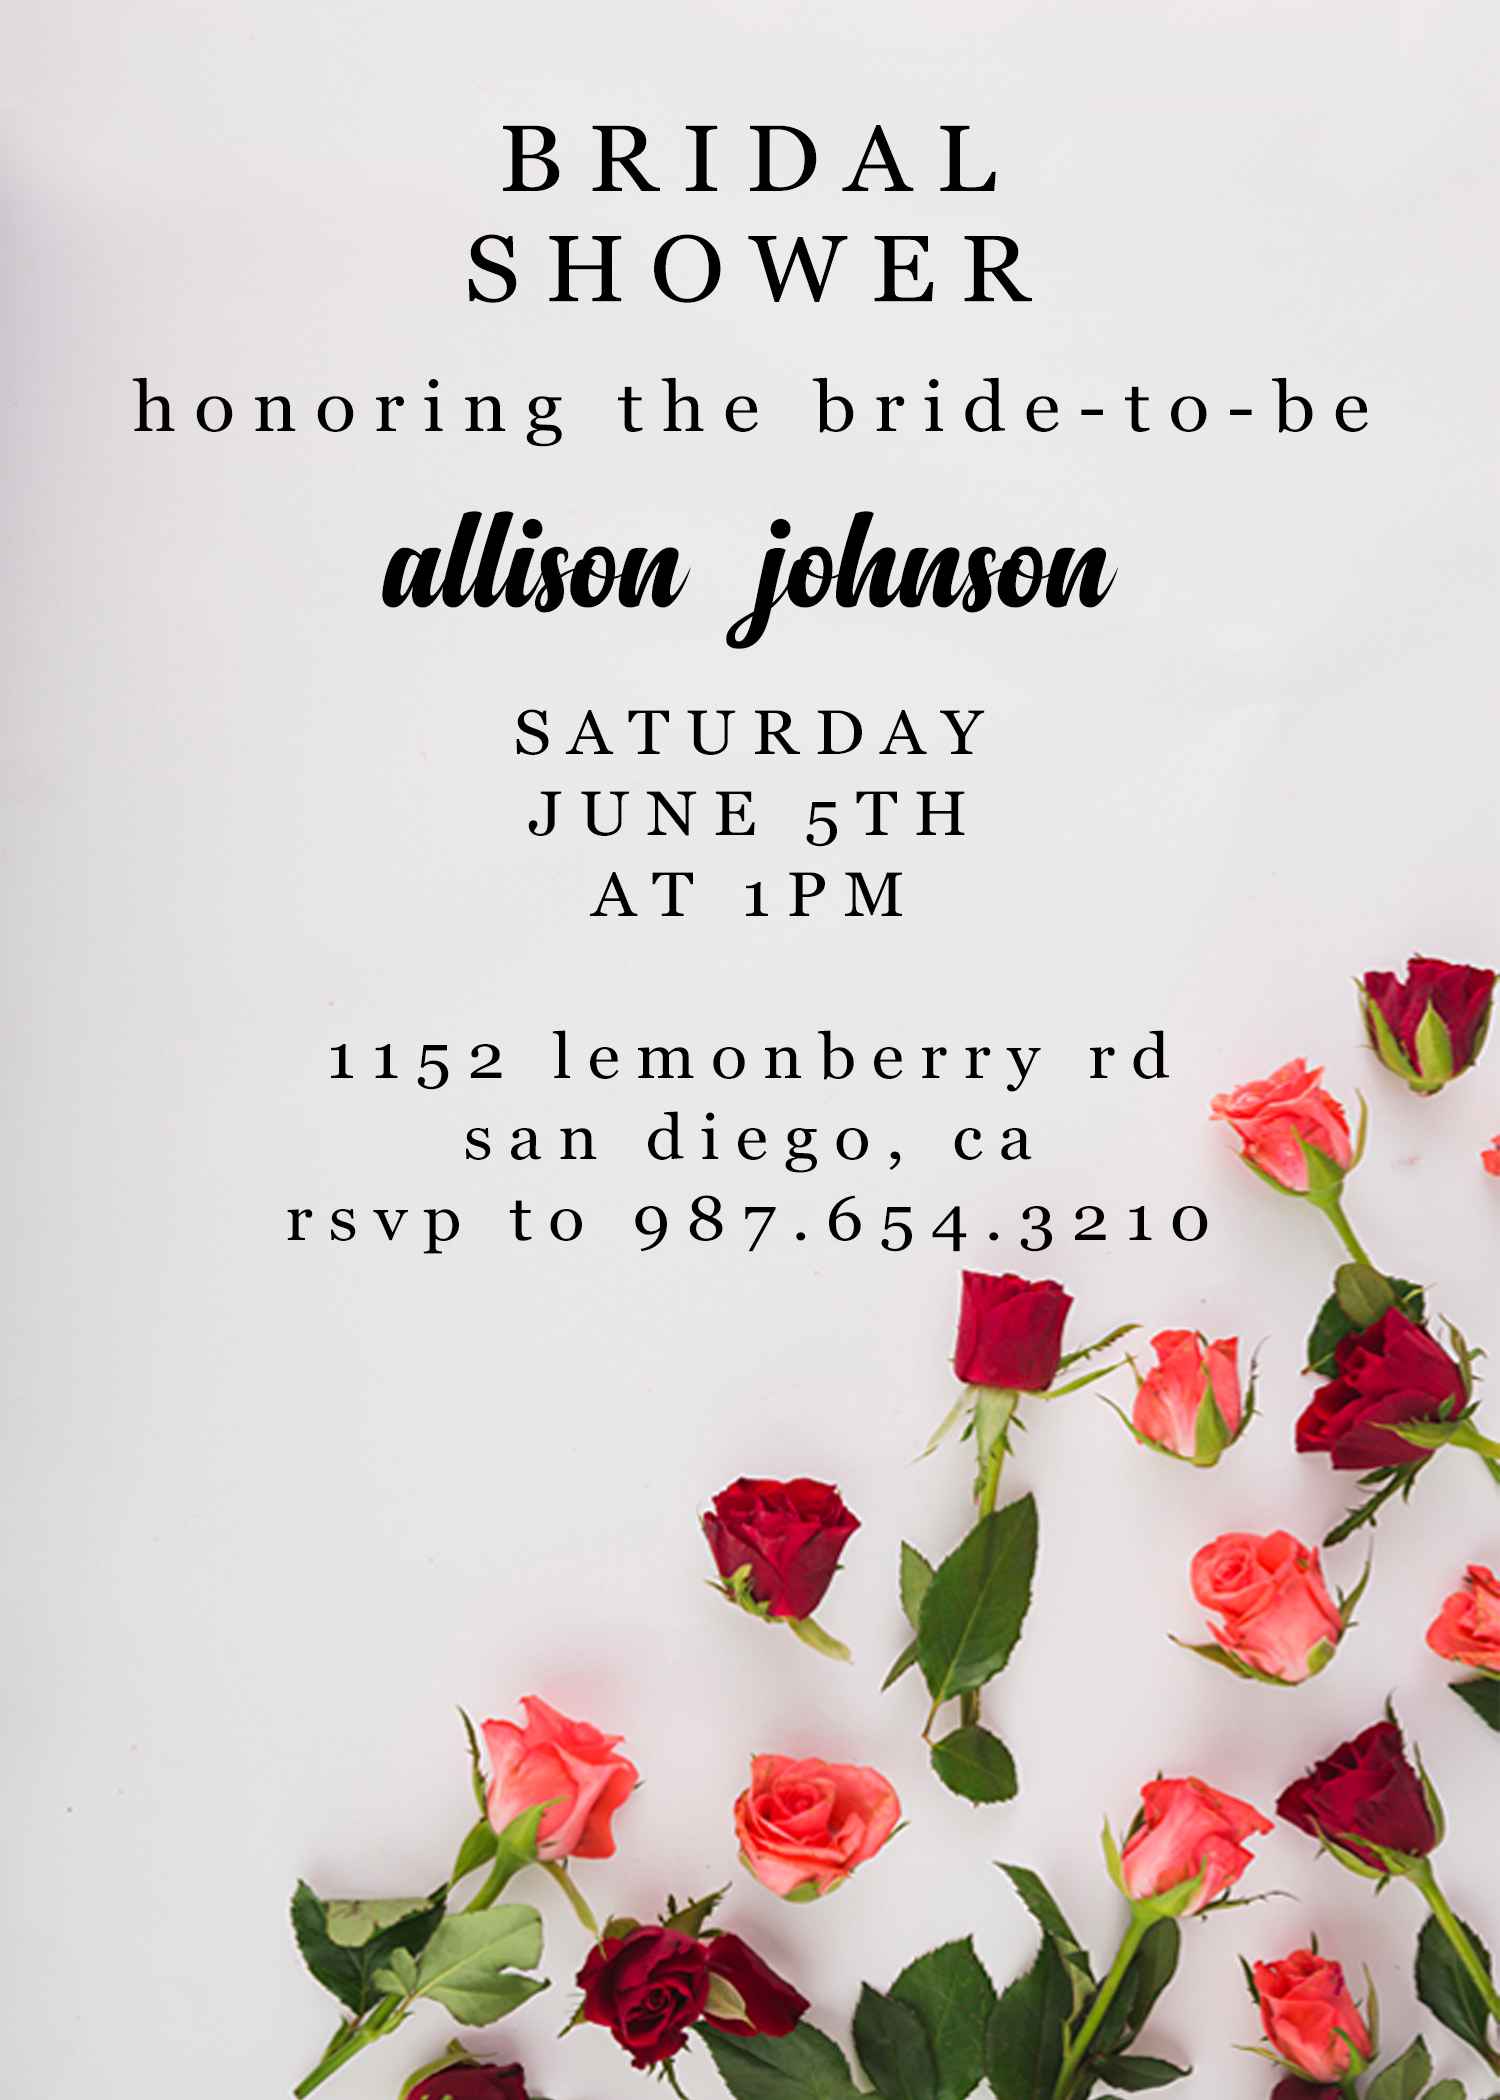 BRIDAL
SHOWER
honoring the bride-to-be
allison johnson
SATURDAY
JUNE 5TH
AT 1PM
1152 lemonberry rd
san diego, ca
rsvp to 987.654.3210